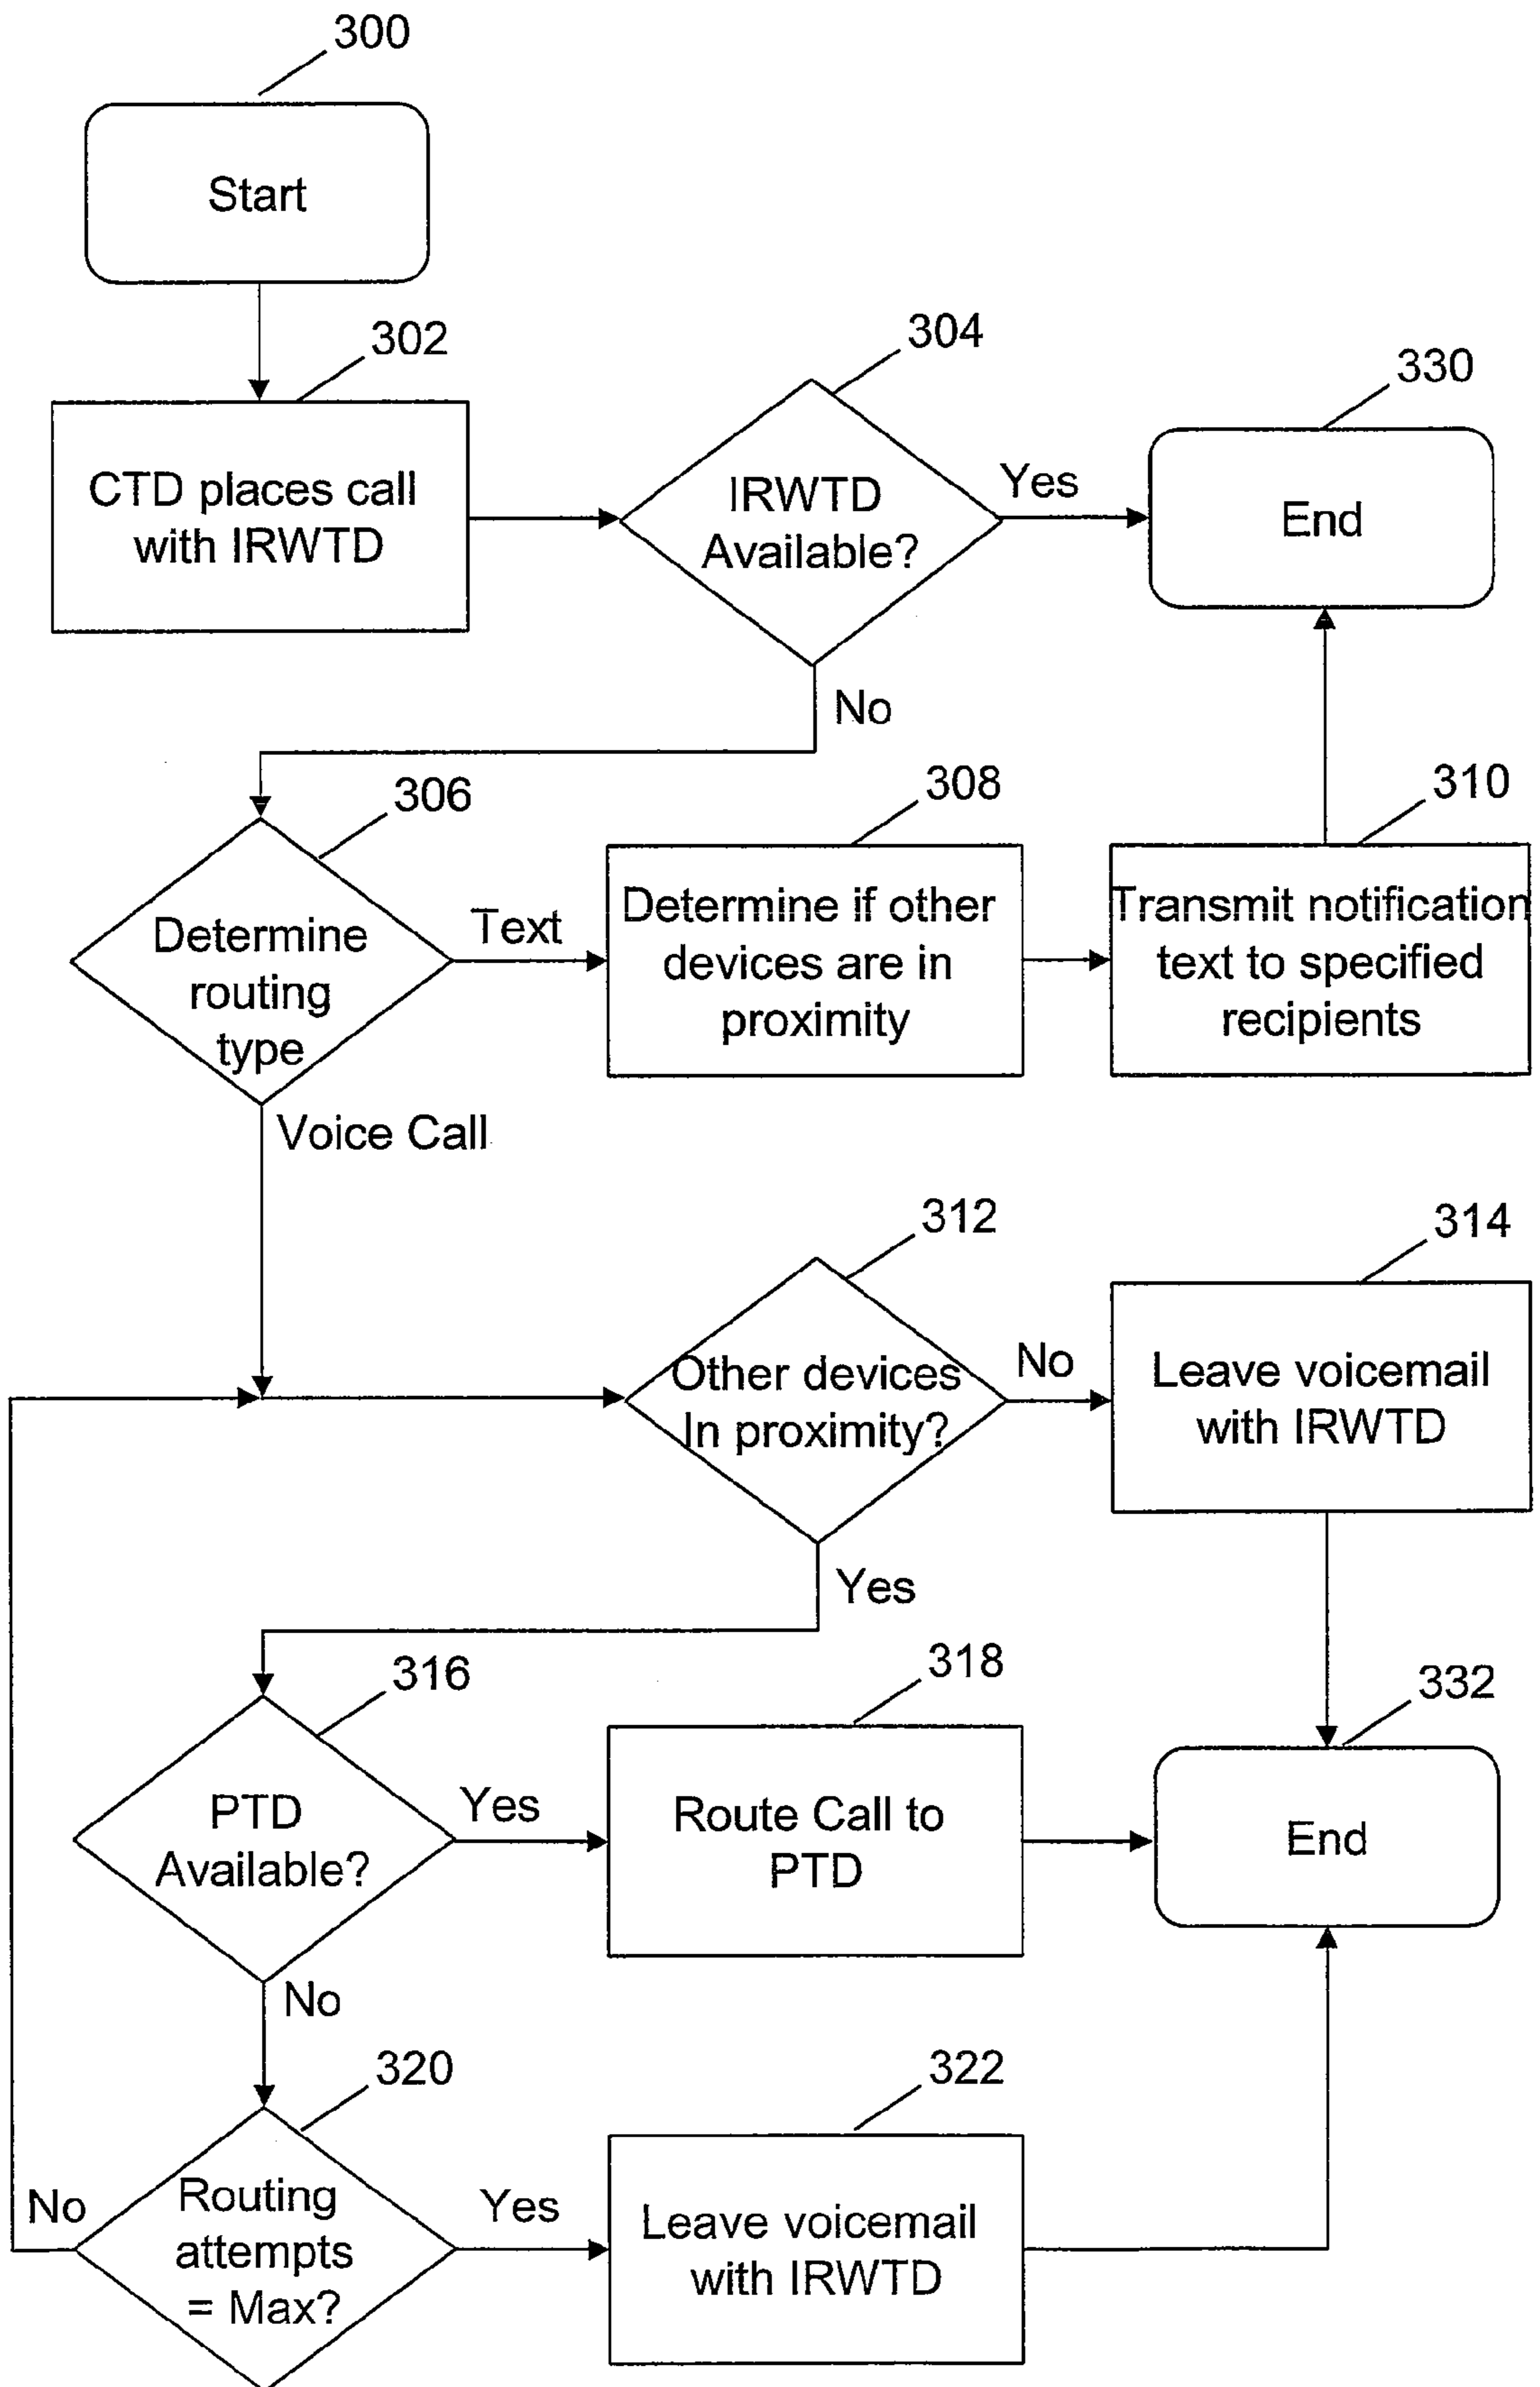 300
Start
302
CTD places call
with IRWTD
304
IRWTD
Available?
Yes
330
End
No
306
Determine
routing
type
Text
308
Determine if other
devices are in
proximity
310
Transmit notification
text to specified
recipients
Voice Call
312
Other devices
In proximity?
No
314
Leave voicemail
with IRWTD
Yes
316
PTD
Available?
Yes
318
Route Call to
PTD
332
End
No
320
Routing
attempts
= Max?
No
Yes
322
Leave voicemail
with IRWTD